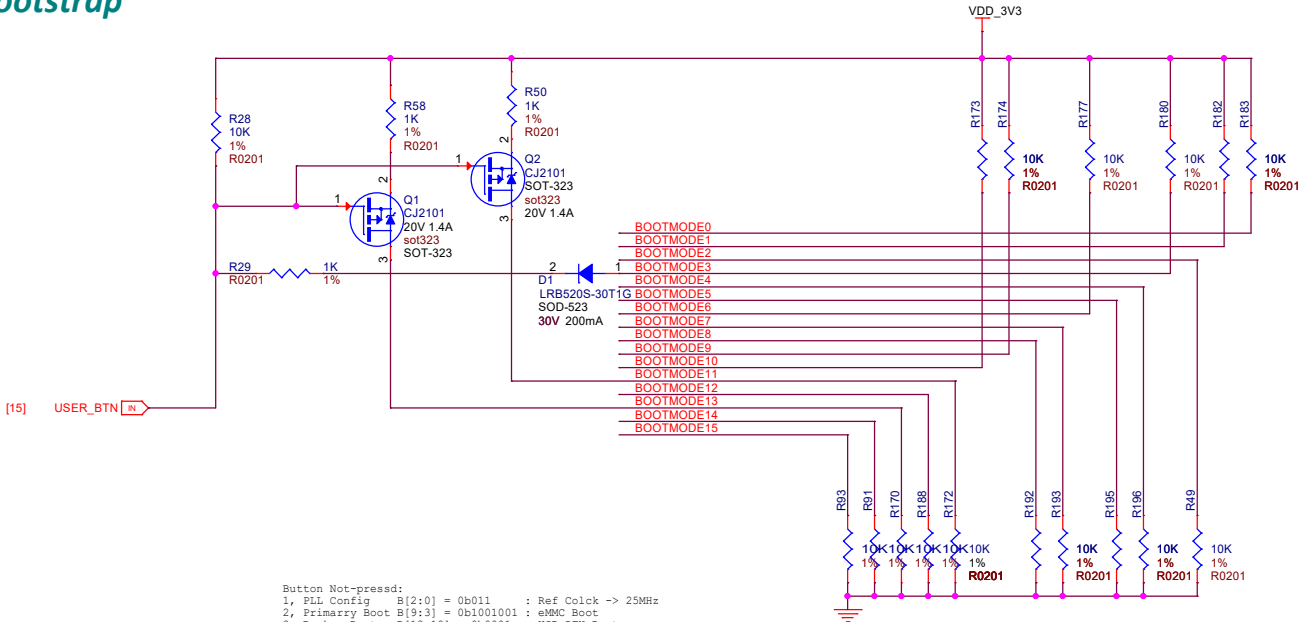 ootstrap
VDD_3V3
R28
10K
1%
R0201
R58
1K
1%
R0201
R50
1K
1%
R0201
R173
R174
R177
R180
R182
R183
10K
1%
R0201
10K
1%
R0201
10K
1%
R0201
10K
1%
R0201
2
1
Q2
CJ2101
SOT-323
sot323
20V 1.4A
3
2
1
Q1
CJ2101
20V 1.4A
sot323
SOT-323
3
R29
R0201
1K
1%
2
1
D1
LRB520S-30T1G
SOD-523
30V 200mA
BOOTMODE0
BOOTMODE1
BOOTMODE2
BOOTMODE3
BOOTMODE4
BOOTMODE5
BOOTMODE6
BOOTMODE7
BOOTMODE8
BOOTMODE9
BOOTMODE10
BOOTMODE11
BOOTMODE12
BOOTMODE13
BOOTMODE14
BOOTMODE15
[15]
USER_BTN
IN
R93
R91
R170
R188
R172
R192
R193
R195
R196
R49
10K 10K 10K 10K 10K
1% 1% 1% 1% 1%
R0201
10K
1%
R0201
10K
1%
R0201
10K
1%
R0201
Button Not-pressd:
1, PLL Config B[2:0] = 0b011 : Ref Colck -> 25MHz
2, Primarry Boot B[9:3] = 0b1001001 : eMMC Boot